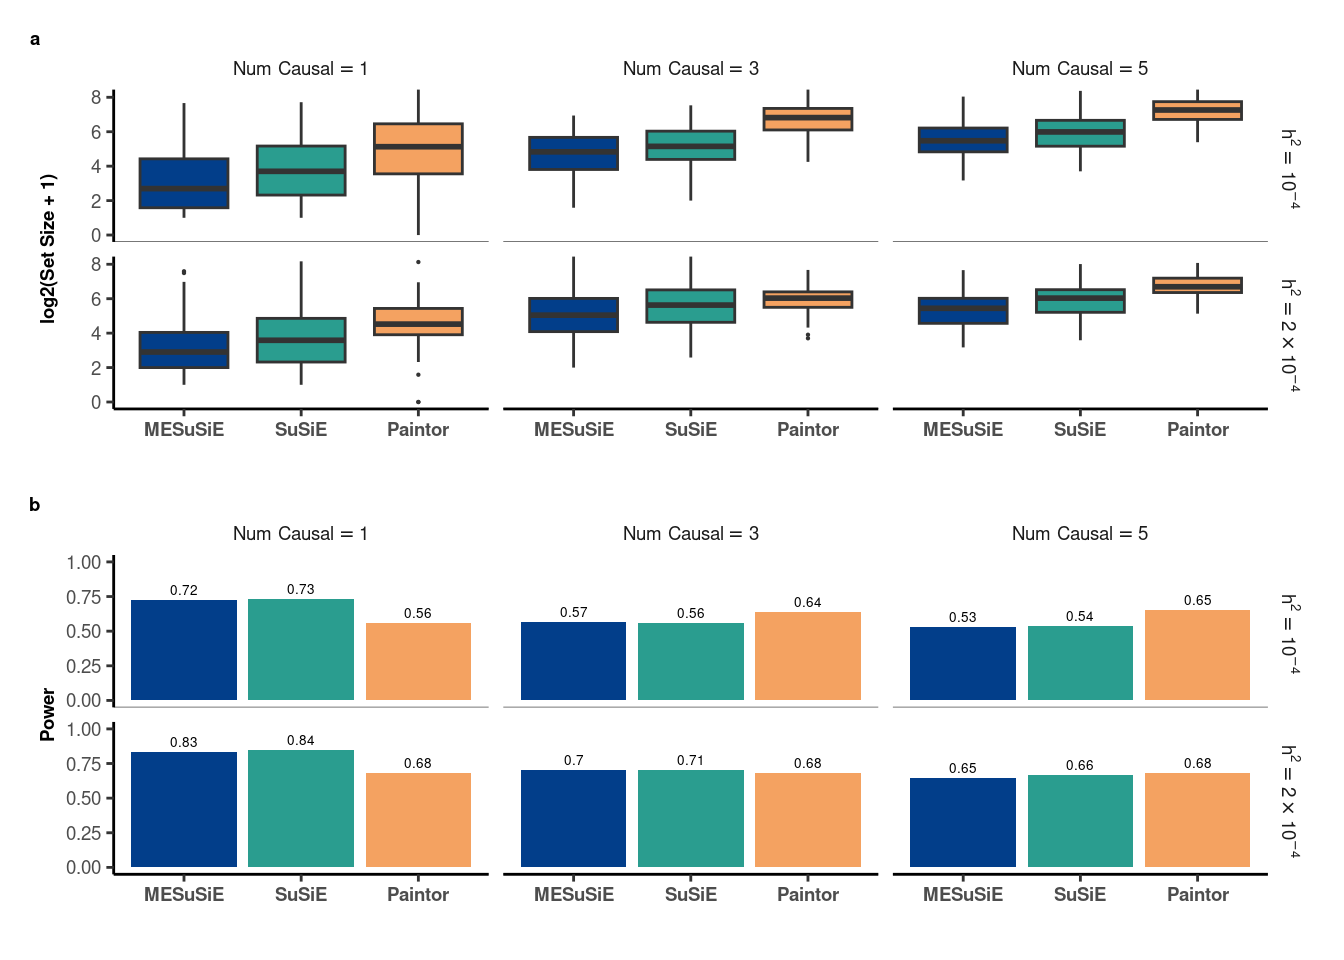 a
Num Causal = 1
Num Causal = 3
Num Causal = 5
log2(Set Size + 1)
8
6
4
2
0
h² = 10⁻⁴
8
6
4
2
0
h² = 2 × 10⁻⁴
MESuSiE SuSiE Paintor
MESuSiE SuSiE Paintor
MESuSiE SuSiE Paintor
b
Num Causal = 1
Num Causal = 3
Num Causal = 5
Power
1.00
0.75
0.50
0.25
0.00
0.72 0.73 0.56
0.57 0.56 0.64
0.53 0.54 0.65
h² = 10⁻⁴
1.00
0.75
0.50
0.25
0.00
0.83 0.84 0.68
0.7 0.71 0.68
0.65 0.66 0.68
h² = 2 × 10⁻⁴
MESuSiE SuSiE Paintor
MESuSiE SuSiE Paintor
MESuSiE SuSiE Paintor